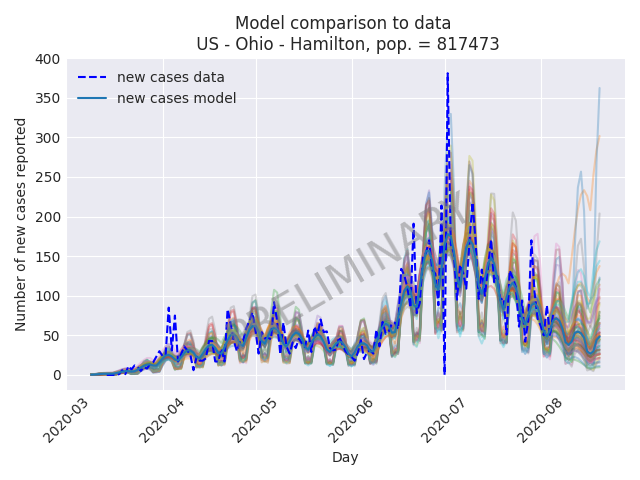 Model comparison to data
US - Ohio - Hamilton, pop. = 817473
new cases data
new cases model
PRELIMINARY
Number of new cases reported
400
350
300
250
200
150
100
50
0
2020-03
2020-04
2020-05
2020-06
2020-07
2020-08
Day